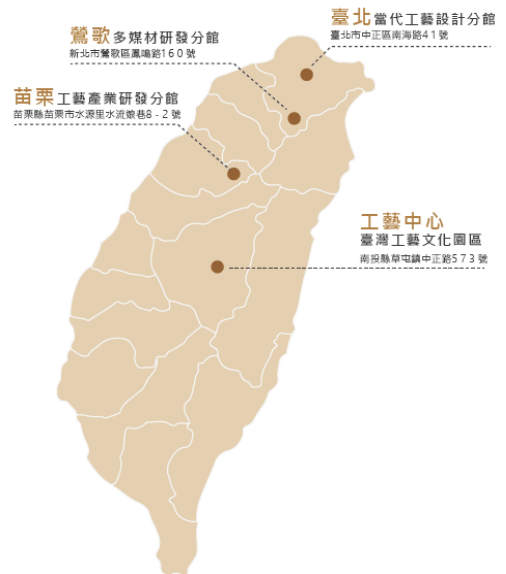 臺北當代工藝設計分館
臺北市中正區南海路41號
鶯歌多媒材研發分館
新北市鶯歌區鳳鳴路160號
苗栗工藝產業研發分館
苗栗縣苗栗市水源里水流娘巷8-2號
工藝中心
臺灣工藝文化園區
南投縣草屯鎮中正路573號